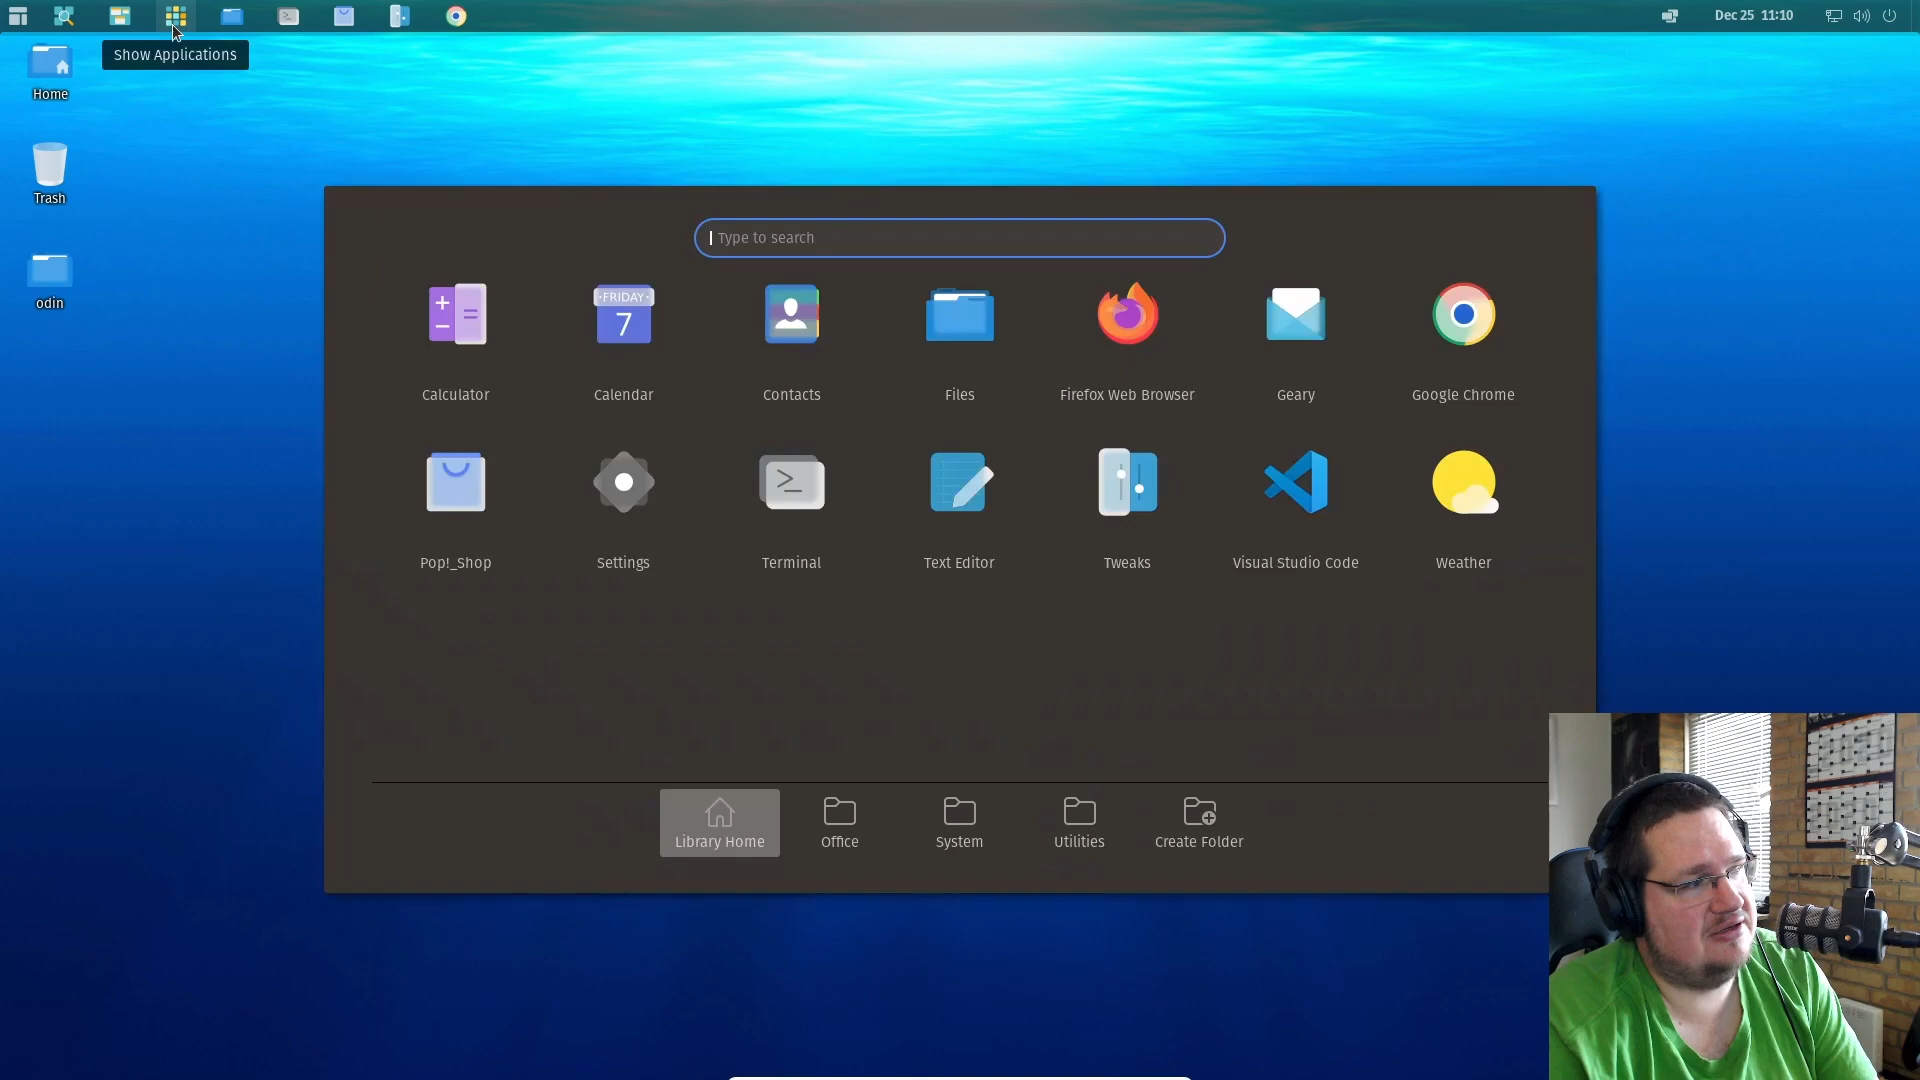 Dec 25 11:10
Show Applications
Home
Trash
odin
Type to search
FRIDAY
7
Calculator
Calendar
Contacts
Files
Firefox Web Browser
Geary
Google Chrome
Pop!_Shop
Settings
Terminal
Text Editor
Tweaks
Visual Studio Code
Weather
Library Home
Office
System
Utilities
Create Folder